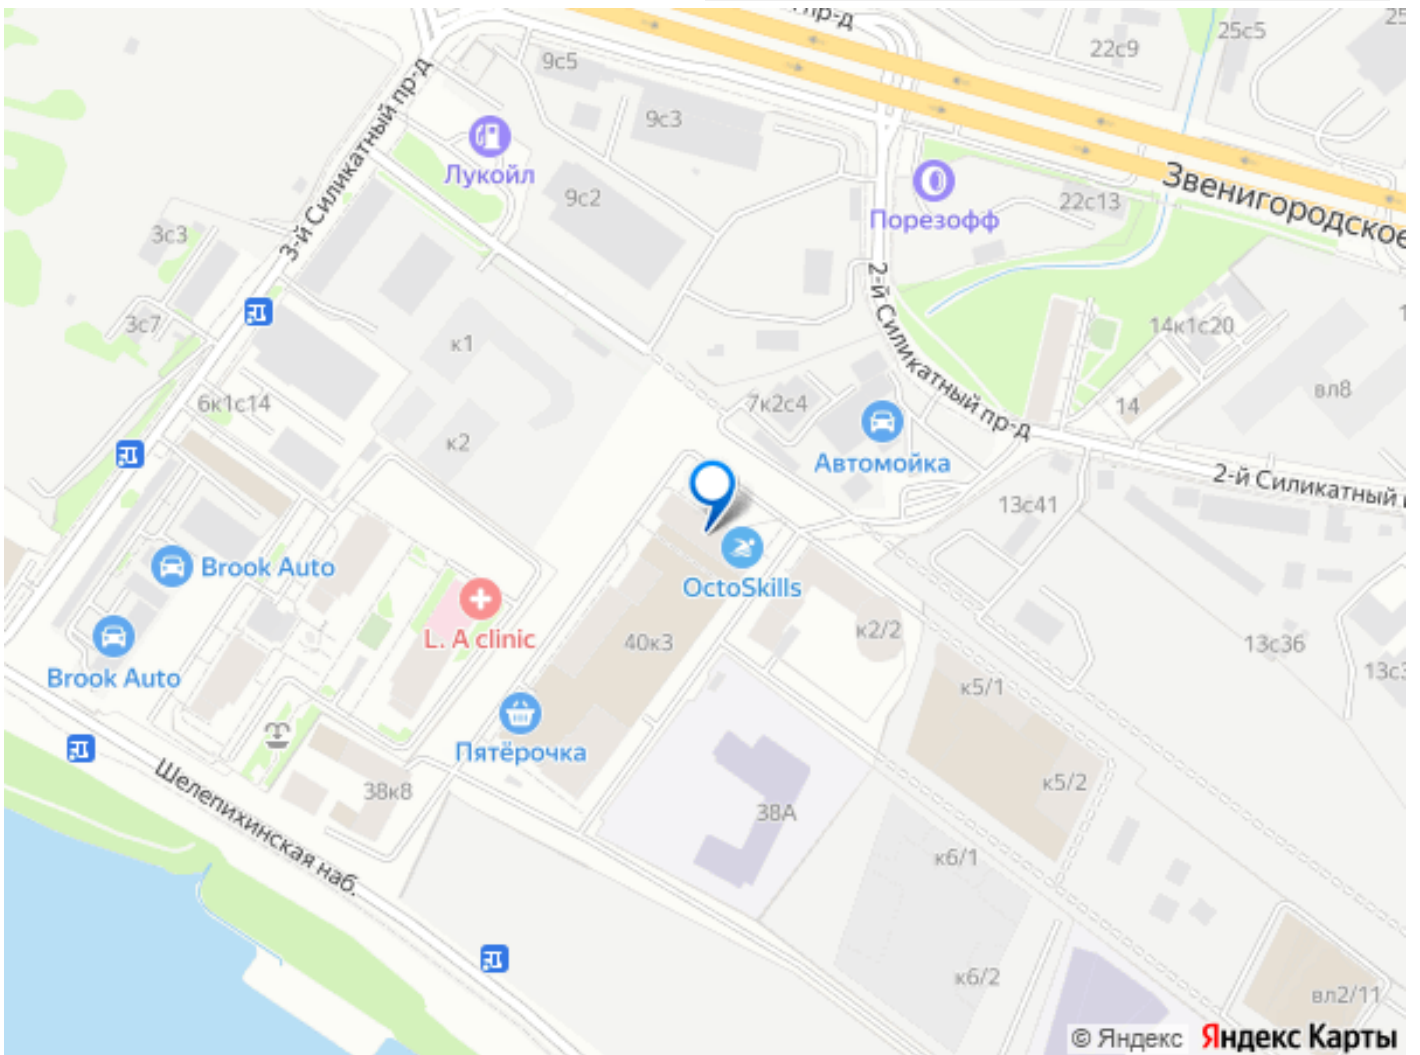 пр-д
25с5
22с9
9с5
3-й Силикатный пр-д
9с3
Лукойл
9с2
Порезофф
22с13
Звенигородское
3с3
2-й Силикатный пр-д
3с7
к1
14к1с20
вл8
6к1с14
7к2с4
14
к2
Автомойка
2-й Силикатный
13с41
Brook Auto
OctoSkills
L. A clinic
40к3
к2/2
13с36
Brook Auto
к5/1
Пятёрочка
38к8
к5/2
Шелепихинская наб.
38А
к6/1
к6/2
вл2/11
© Яндекс Яндекс Карты